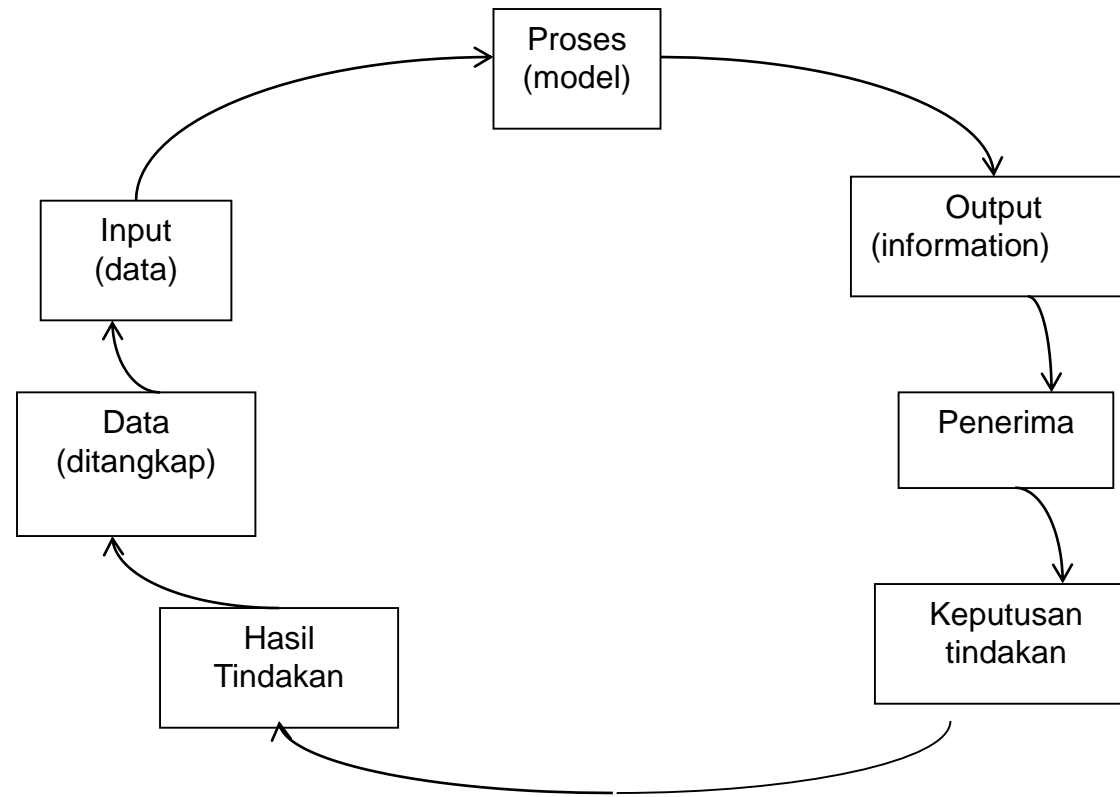 Proses
(model)
Output
(information)
Penerima
Keputusan
tindakan
Hasil
Tindakan
Data
(ditangkap)
Input
(data)